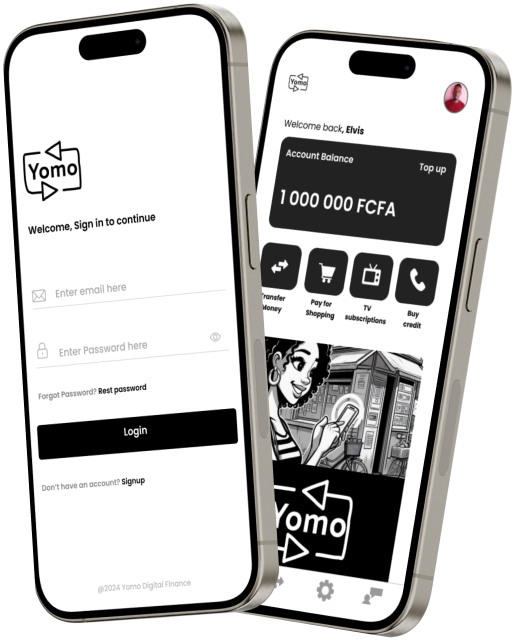 Yomo
Welcome, Sign in to continue
Enter email here
Enter Password here
Forgot Password? Rest password
Login
Don't have an account? Signup
@2024 Yomo Digital Finance
Yomo
Welcome back, Elvis
Account Balance
Top up
1 000 000 FCFA
Pay for
Shopping
TV
subscriptions
Buy
credit
Yomo